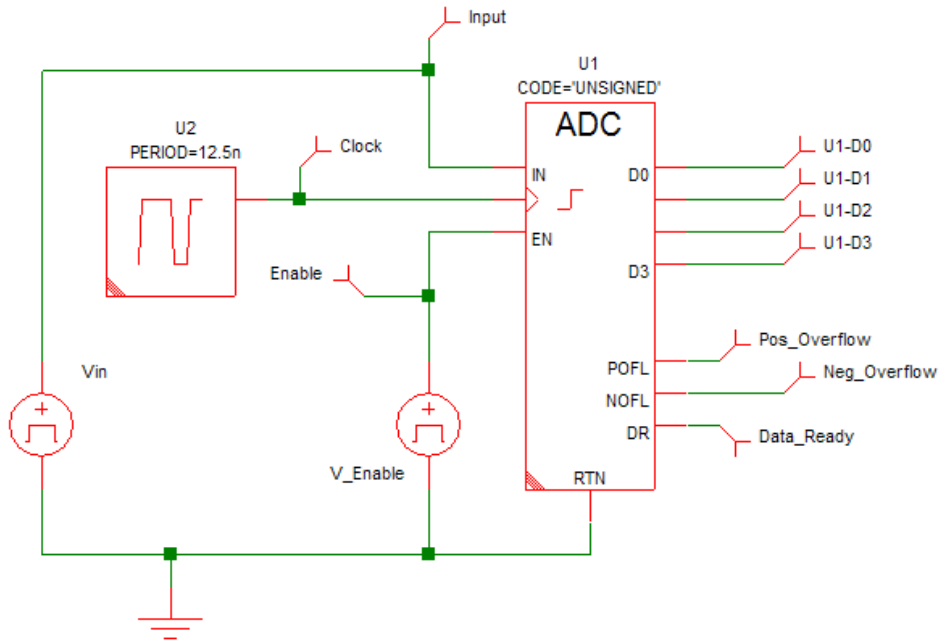 Input
U1
CODE='UNSIGNED'
ADC
U2
PERIOD=12.5n
Clock
IN
EN
D0
D3
U1-D0
U1-D1
U1-D2
U1-D3
Enable
Pos_Overflow
POFL
Neg_Overflow
NOFL
DR
Data_Ready
Vin
V_Enable
RTN